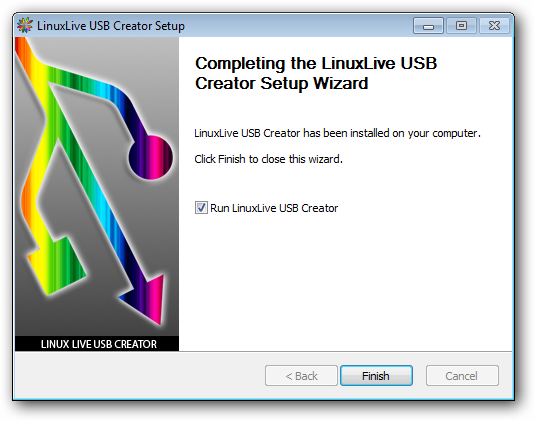 LinuxLive USB Creator Setup
Completing the LinuxLive USB
Creator Setup Wizard
LinuxLive USB Creator has been installed on your computer.
Click Finish to close this wizard.
Run LinuxLive USB Creator
LINUX LIVE USB CREATOR
< Back
Finish
Cancel